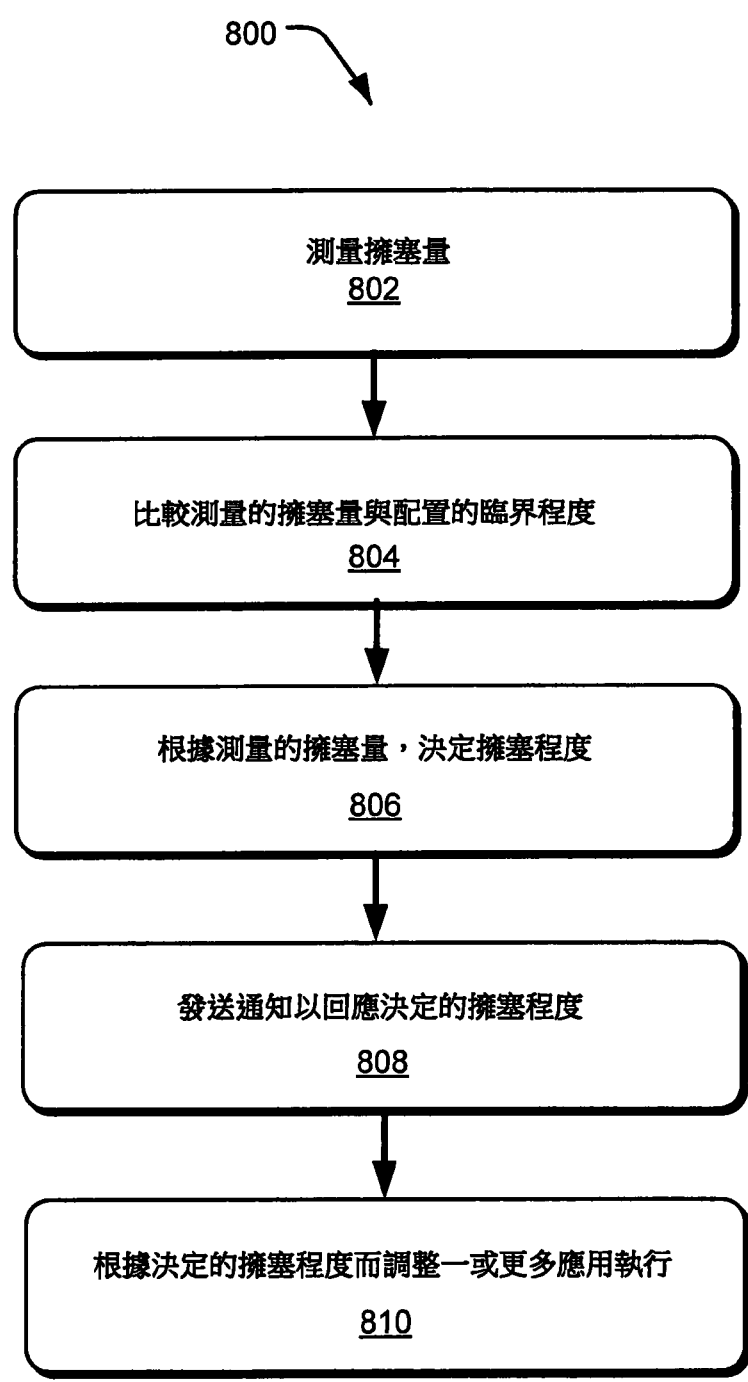 800
測量擁塞量
802
比較測量的擁塞量與配置的臨界程度
804
根據測量的擁塞量，決定擁塞程度
806
發送通知以回應決定的擁塞程度
808
根據決定的擁塞程度而調整一或更多應用執行
810